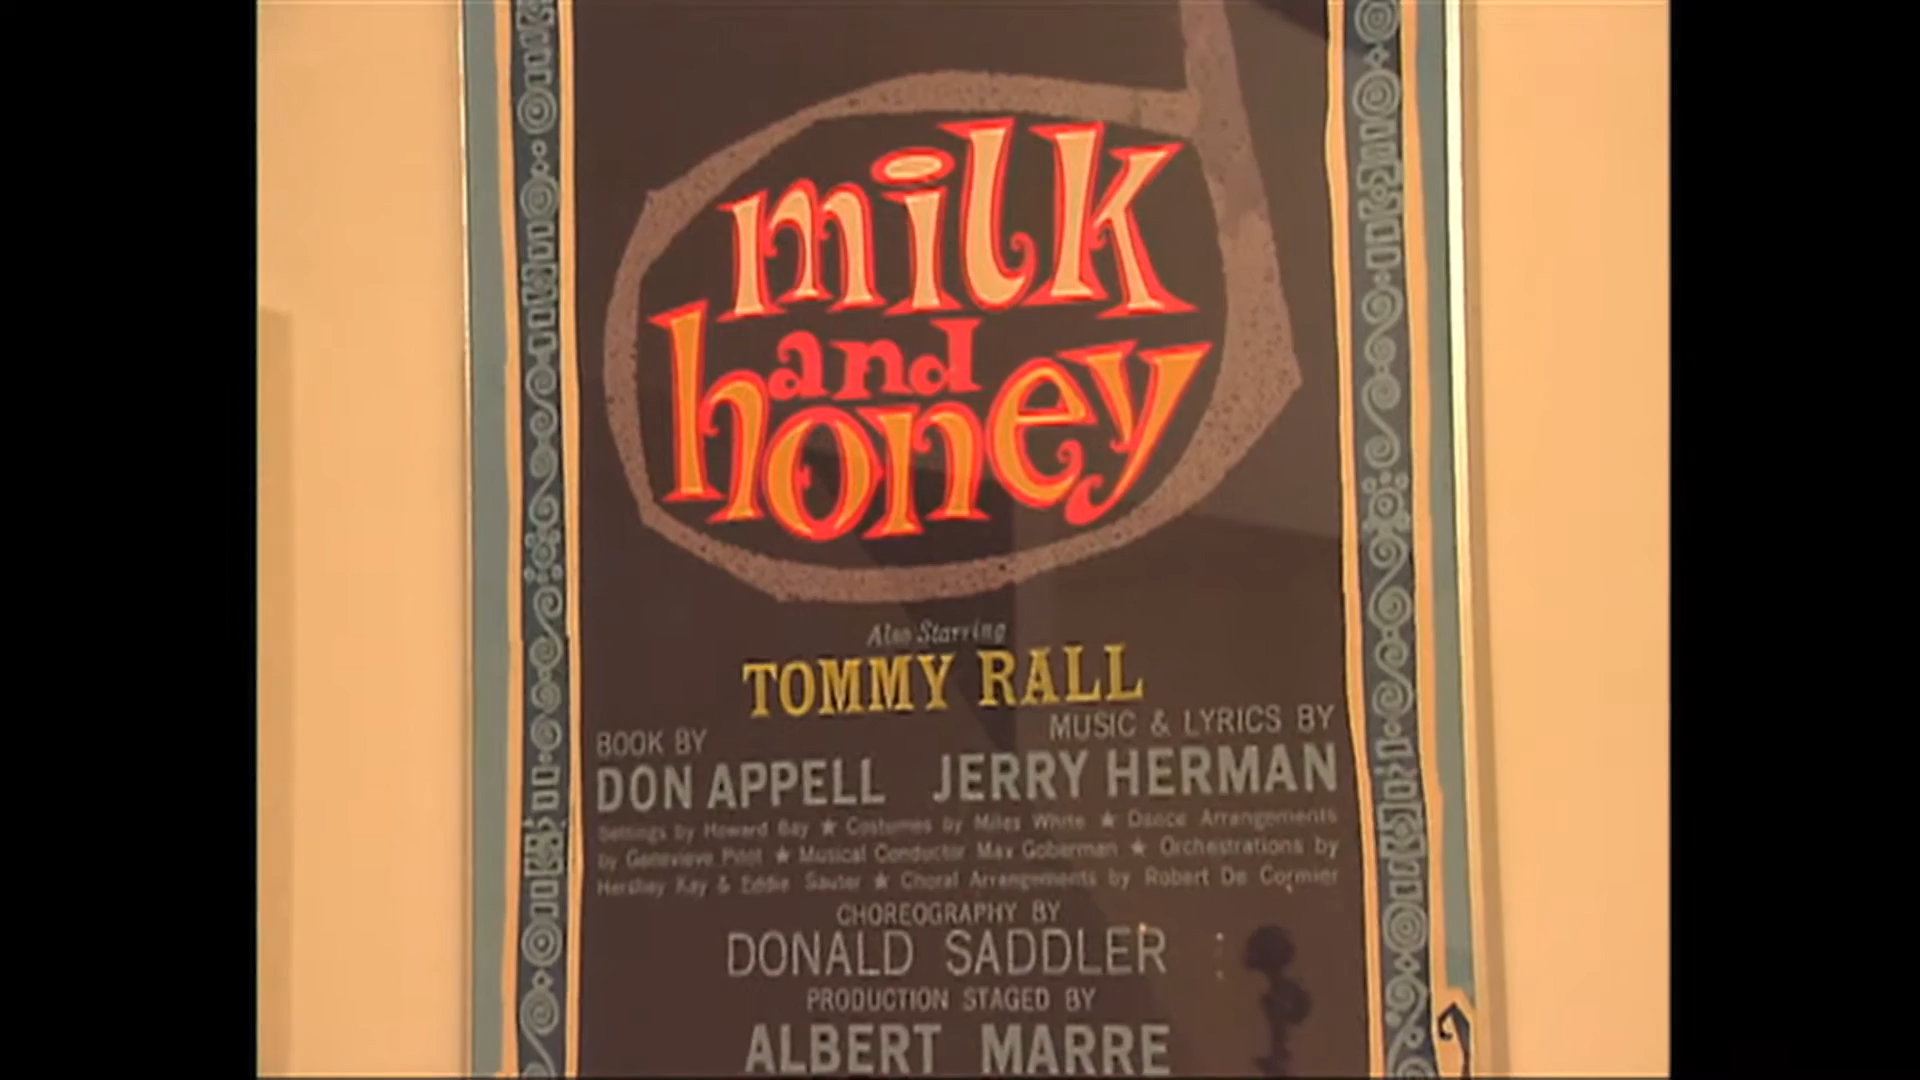 milk
and
honey
Also Starring
TOMMY RALL
BOOK BY
MUSIC & LYRICS BY
DON APPELL JERRY HERMAN
Settings by Howard Bay ★ Costumes by Miles White ★ Dance Arrangements
by Genevieve Pitot ★ Musical Conductor Max Goberman ★ Orchestrations by
Hershey Kay & Eddie Sauter ★ Choral Arrangements by Robert De Cormier
CHOREOGRAPHY BY
DONALD SADDLER
PRODUCTION STAGED BY
ALBERT MARRE